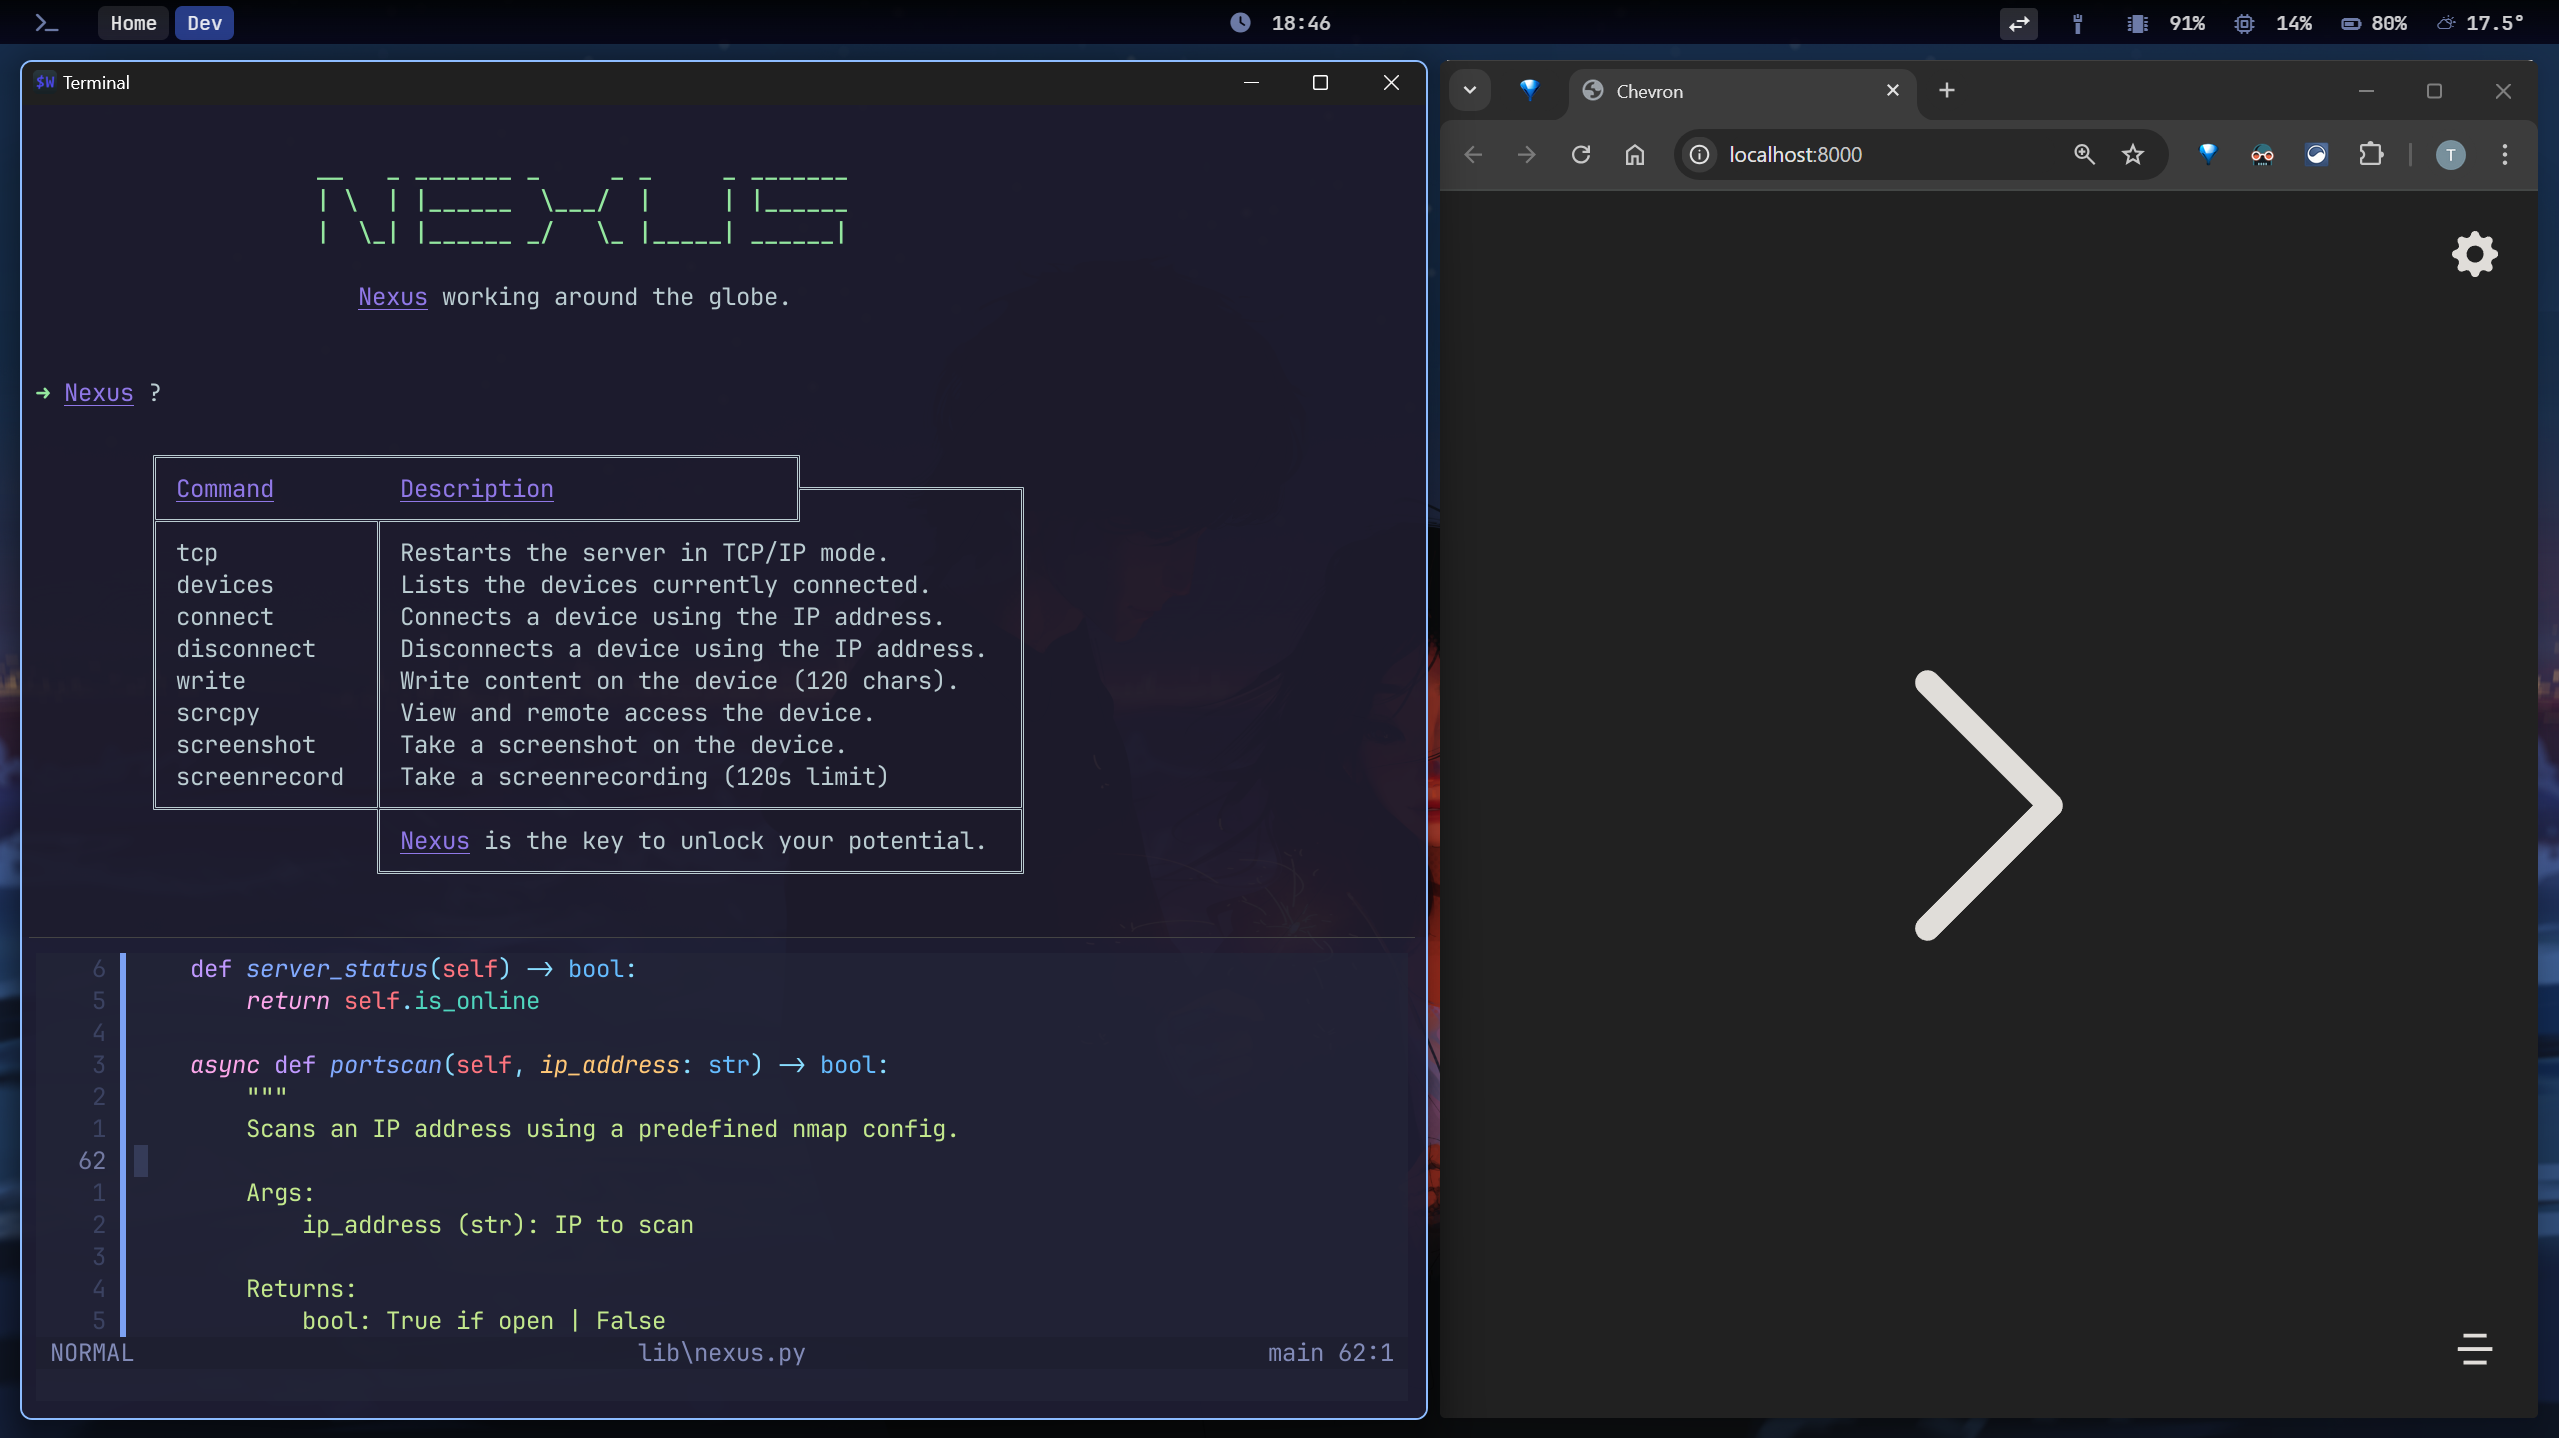 Home Dev 18:46 91% 14% 80% 17.5°
$W Terminal
NEXUS
Nexus working around the globe.
→ Nexus ?
Command Description
tcp Restarts the server in TCP/IP mode.
devices Lists the devices currently connected.
connect Connects a device using the IP address.
disconnect Disconnects a device using the IP address.
write Write content on the device (120 chars).
scrcpy View and remote access the device.
screenshot Take a screenshot on the device.
screenrecord Take a screenrecording (120s limit)
Nexus is the key to unlock your potential.
6 def server_status(self) -> bool:
5 return self.is_online
4
3 async def portscan(self, ip_address: str) -> bool:
2 """
1 Scans an IP address using a predefined nmap config.
62
1 Args:
2 ip_address (str): IP to scan
3
4 Returns:
5 bool: True if open | False
NORMAL lib\nexus.py main 62:1
Chevron
localhost:8000
T